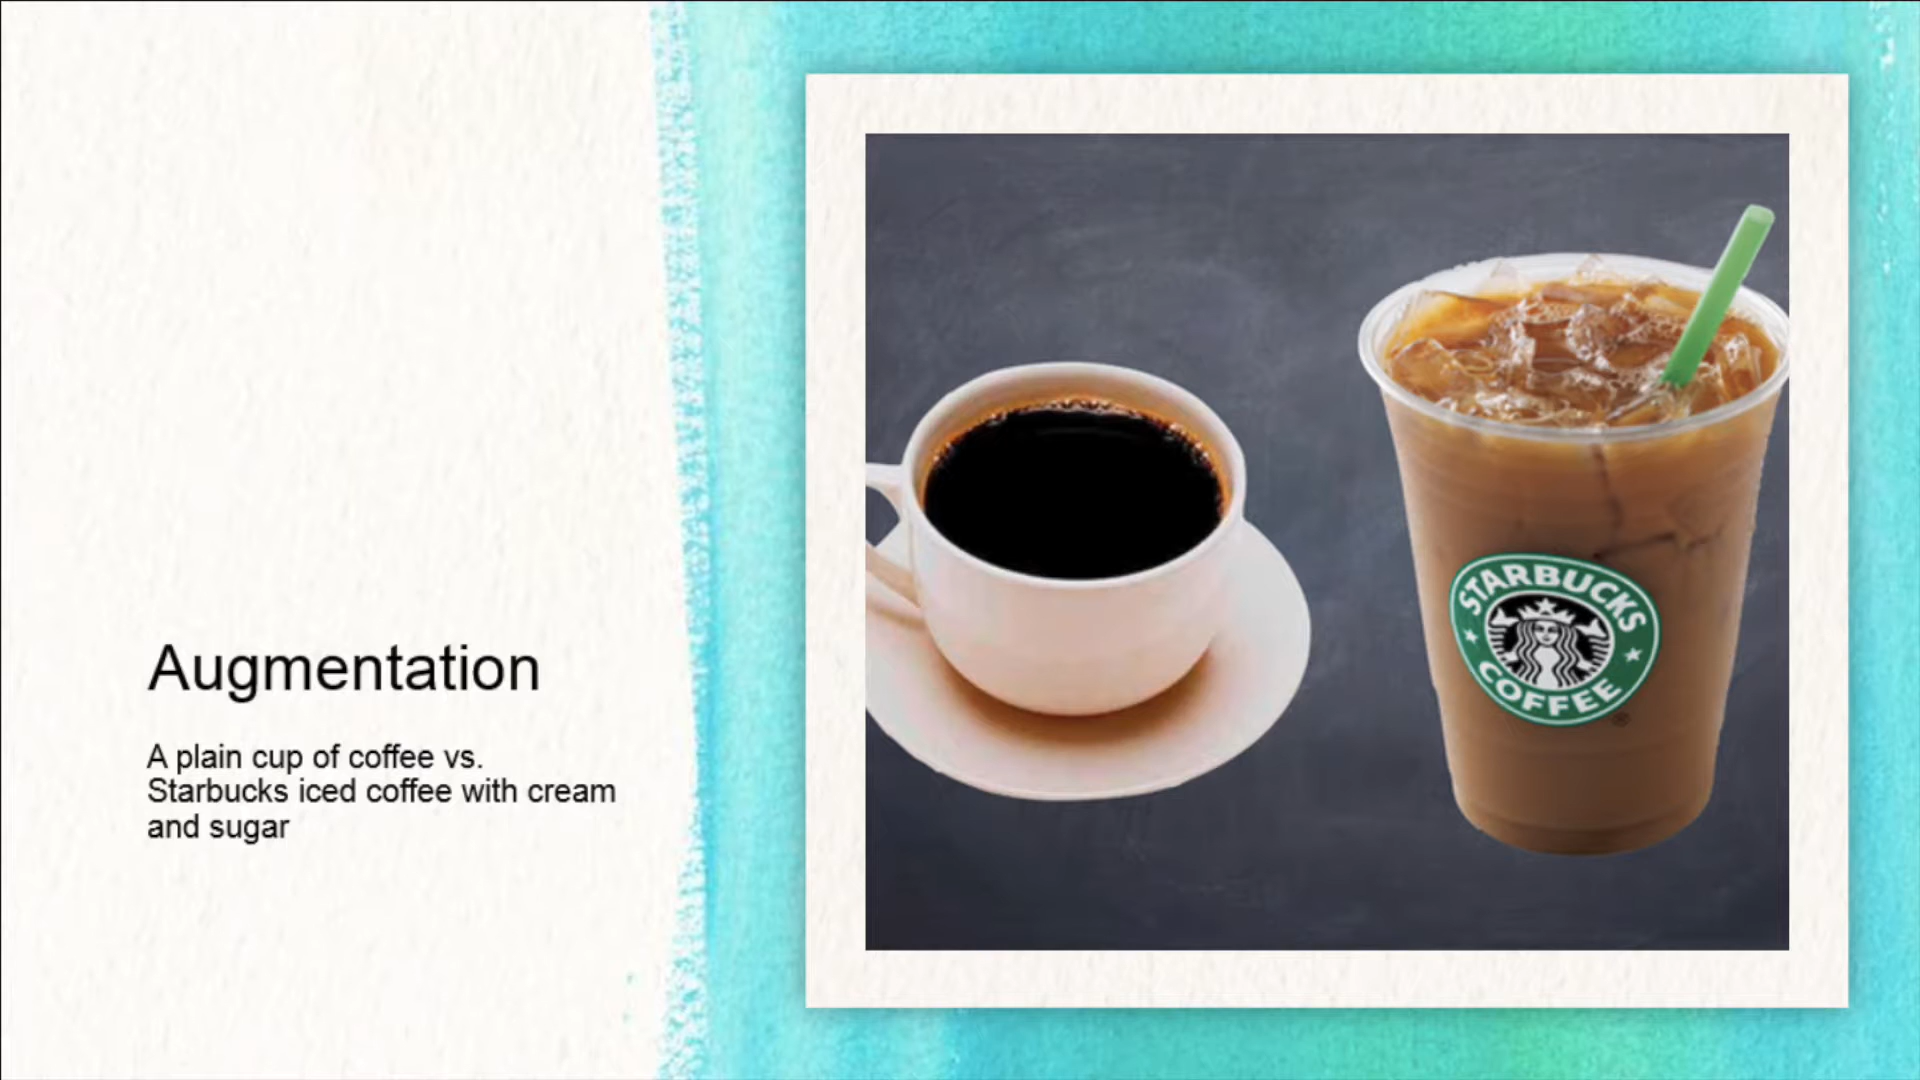 Augmentation
A plain cup of coffee vs.
Starbucks iced coffee with cream
and sugar
STARBUCKS
COFFEE
®